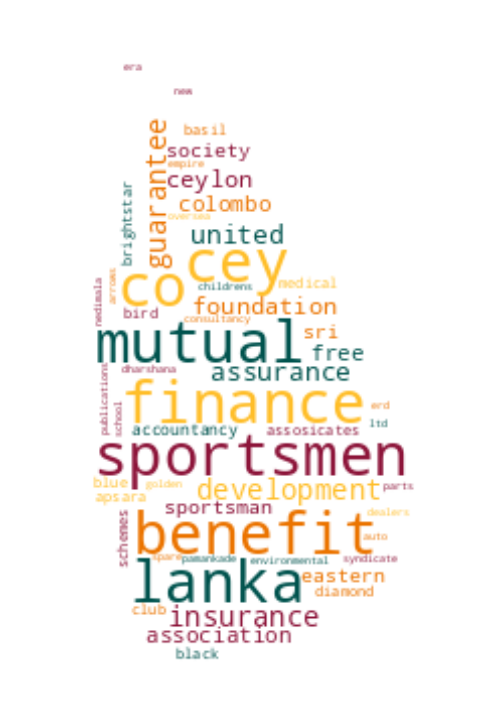 era
new
basil
guarantee
society
empire
ceylon
brightstar
colombo
oversea
united
cey
co
childrens
medical
arrows
nedimala
foundation
bird
consultancy
mutual
sri
free
dharshana
assurance
publications
finance
school
erd
ltd
accountancy
assosicates
sportsmen
blue
golden
development
parts
apsara
sportsman
schemes
dealers
benefit
auto
spare
pamankade
environmental
syndicate
lanka
eastern
diamond
club
insurance
association
black